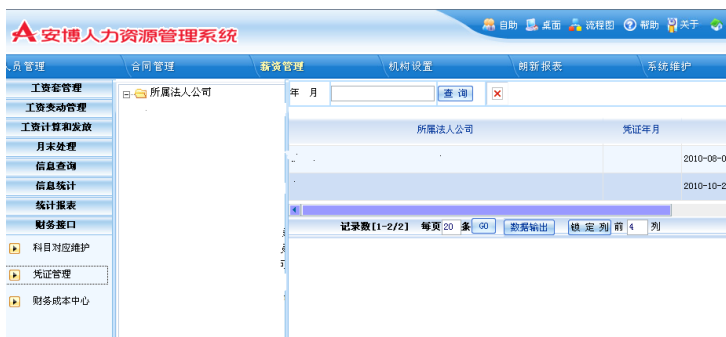 安博人力资源管理系统
自助 桌面 流程图 帮助 关于
员管理 合同管理 薪资管理 机构设置 朗新报表 系统维护
工资套管理
工资变动管理
工资计算和发放
月末处理
信息查询
信息统计
统计报表
财务接口
科目对应维护
凭证管理
财务成本中心
所属法人公司
年 月 查 询
所属法人公司 凭证年月
2010-08-0
2010-10-2
记录数[1-2/2] 每页 20 条 GO 数据输出 锁 定 列 前 4 列